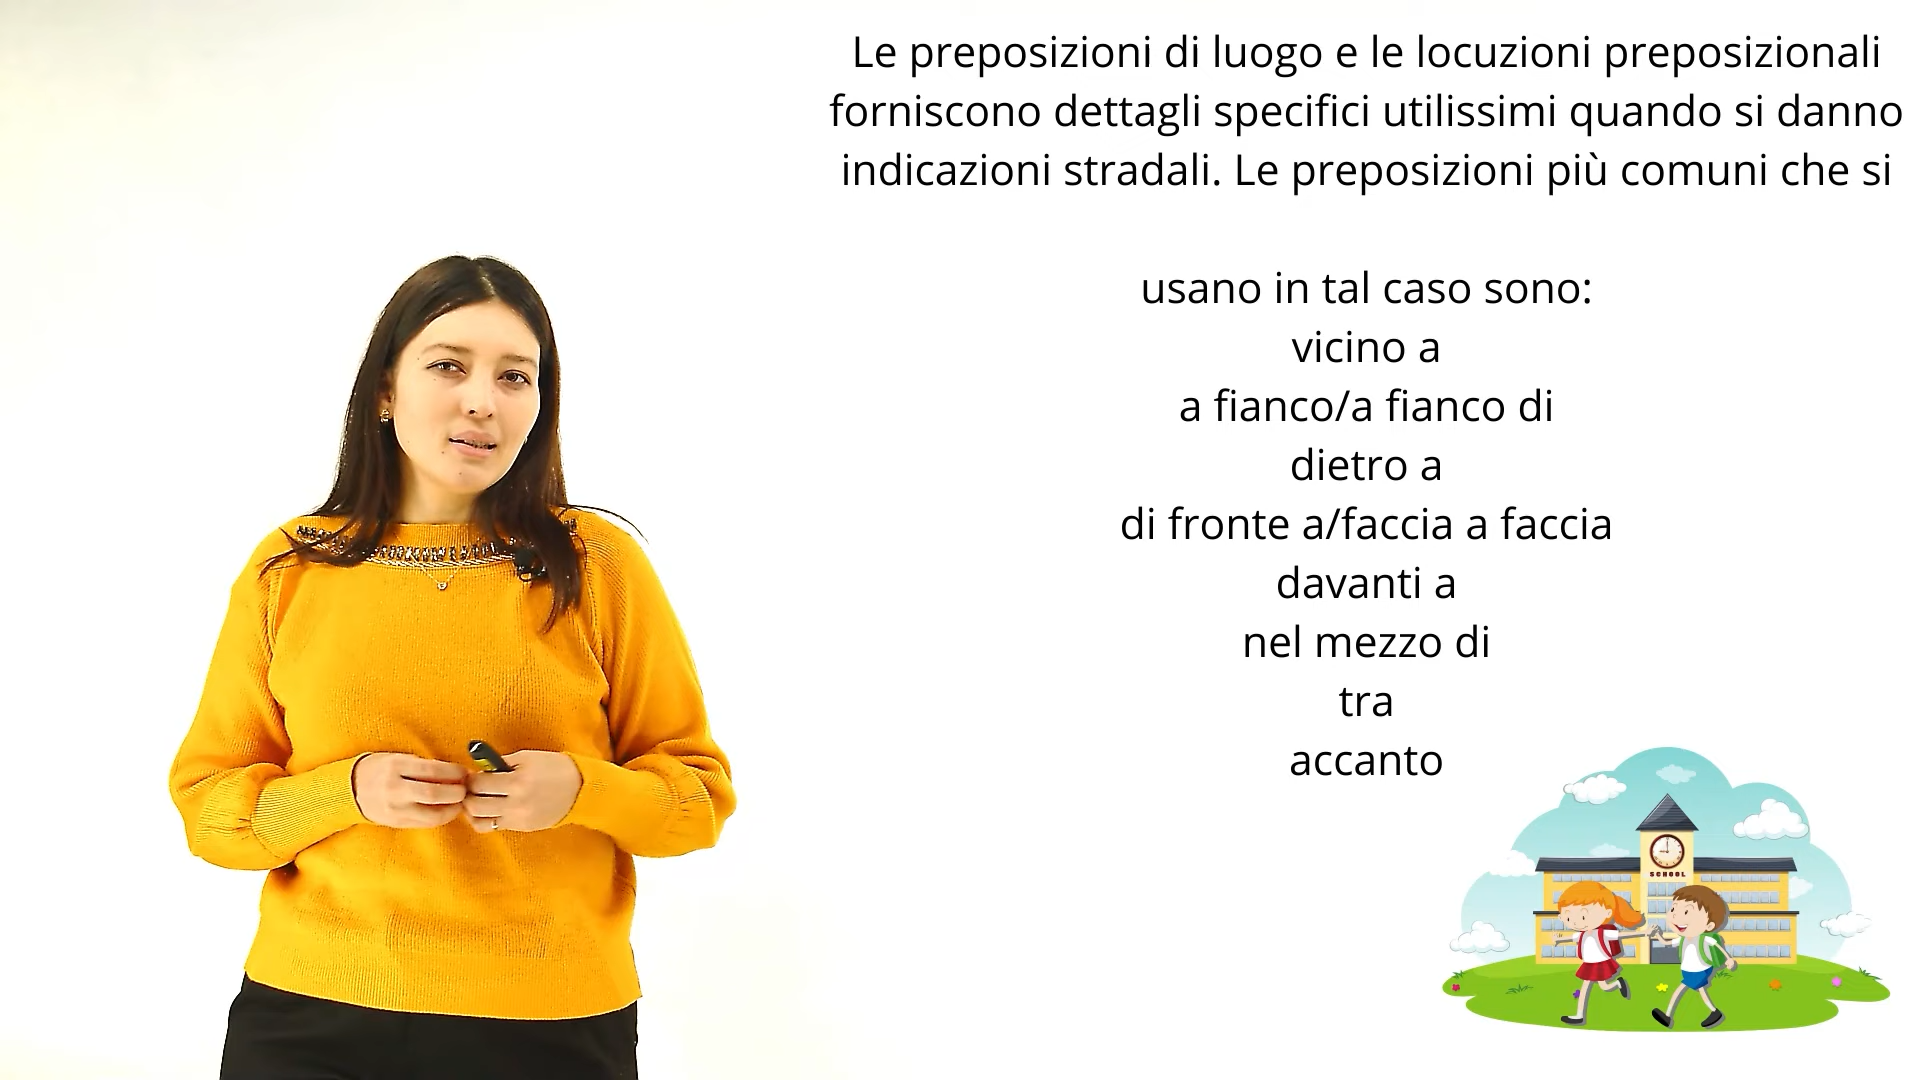 Le preposizioni di luogo e le locuzioni preposizionali
forniscono dettagli specifici utilissimi quando si danno
indicazioni stradali. Le preposizioni più comuni che si
usano in tal caso sono:
vicino a
a fianco/a fianco di
dietro a
di fronte a/faccia a faccia
davanti a
nel mezzo di
tra
accanto
SCHOOL